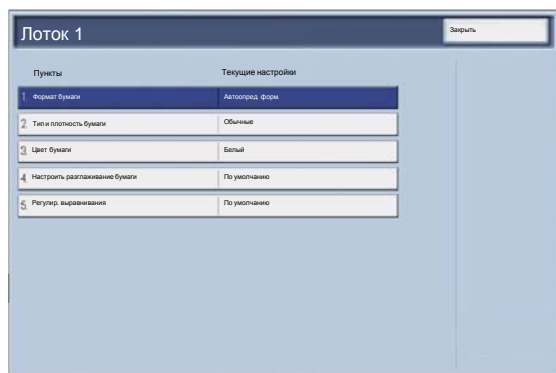 Лоток 1
Закрыть
Пункты Текущие настройки
1. Формат бумаги Автоопред. форм.
2. Тип и плотность бумаги Обычные
3. Цвет бумаги Белый
4. Настроить разглаживание бумаги По умолчанию
5. Регулир. выравнивания По умолчанию